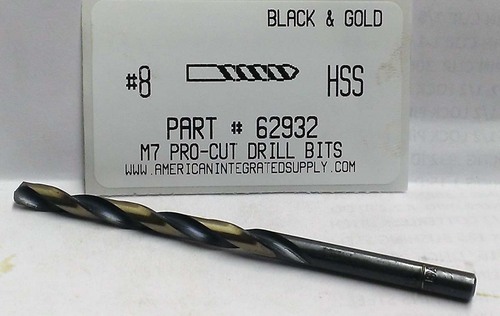 BLACK & GOLD
#8 HSS
PART # 62932
M7 PRO-CUT DRILL BITS
WWW.AMERICANINTEGRATEDSUPPLY.COM